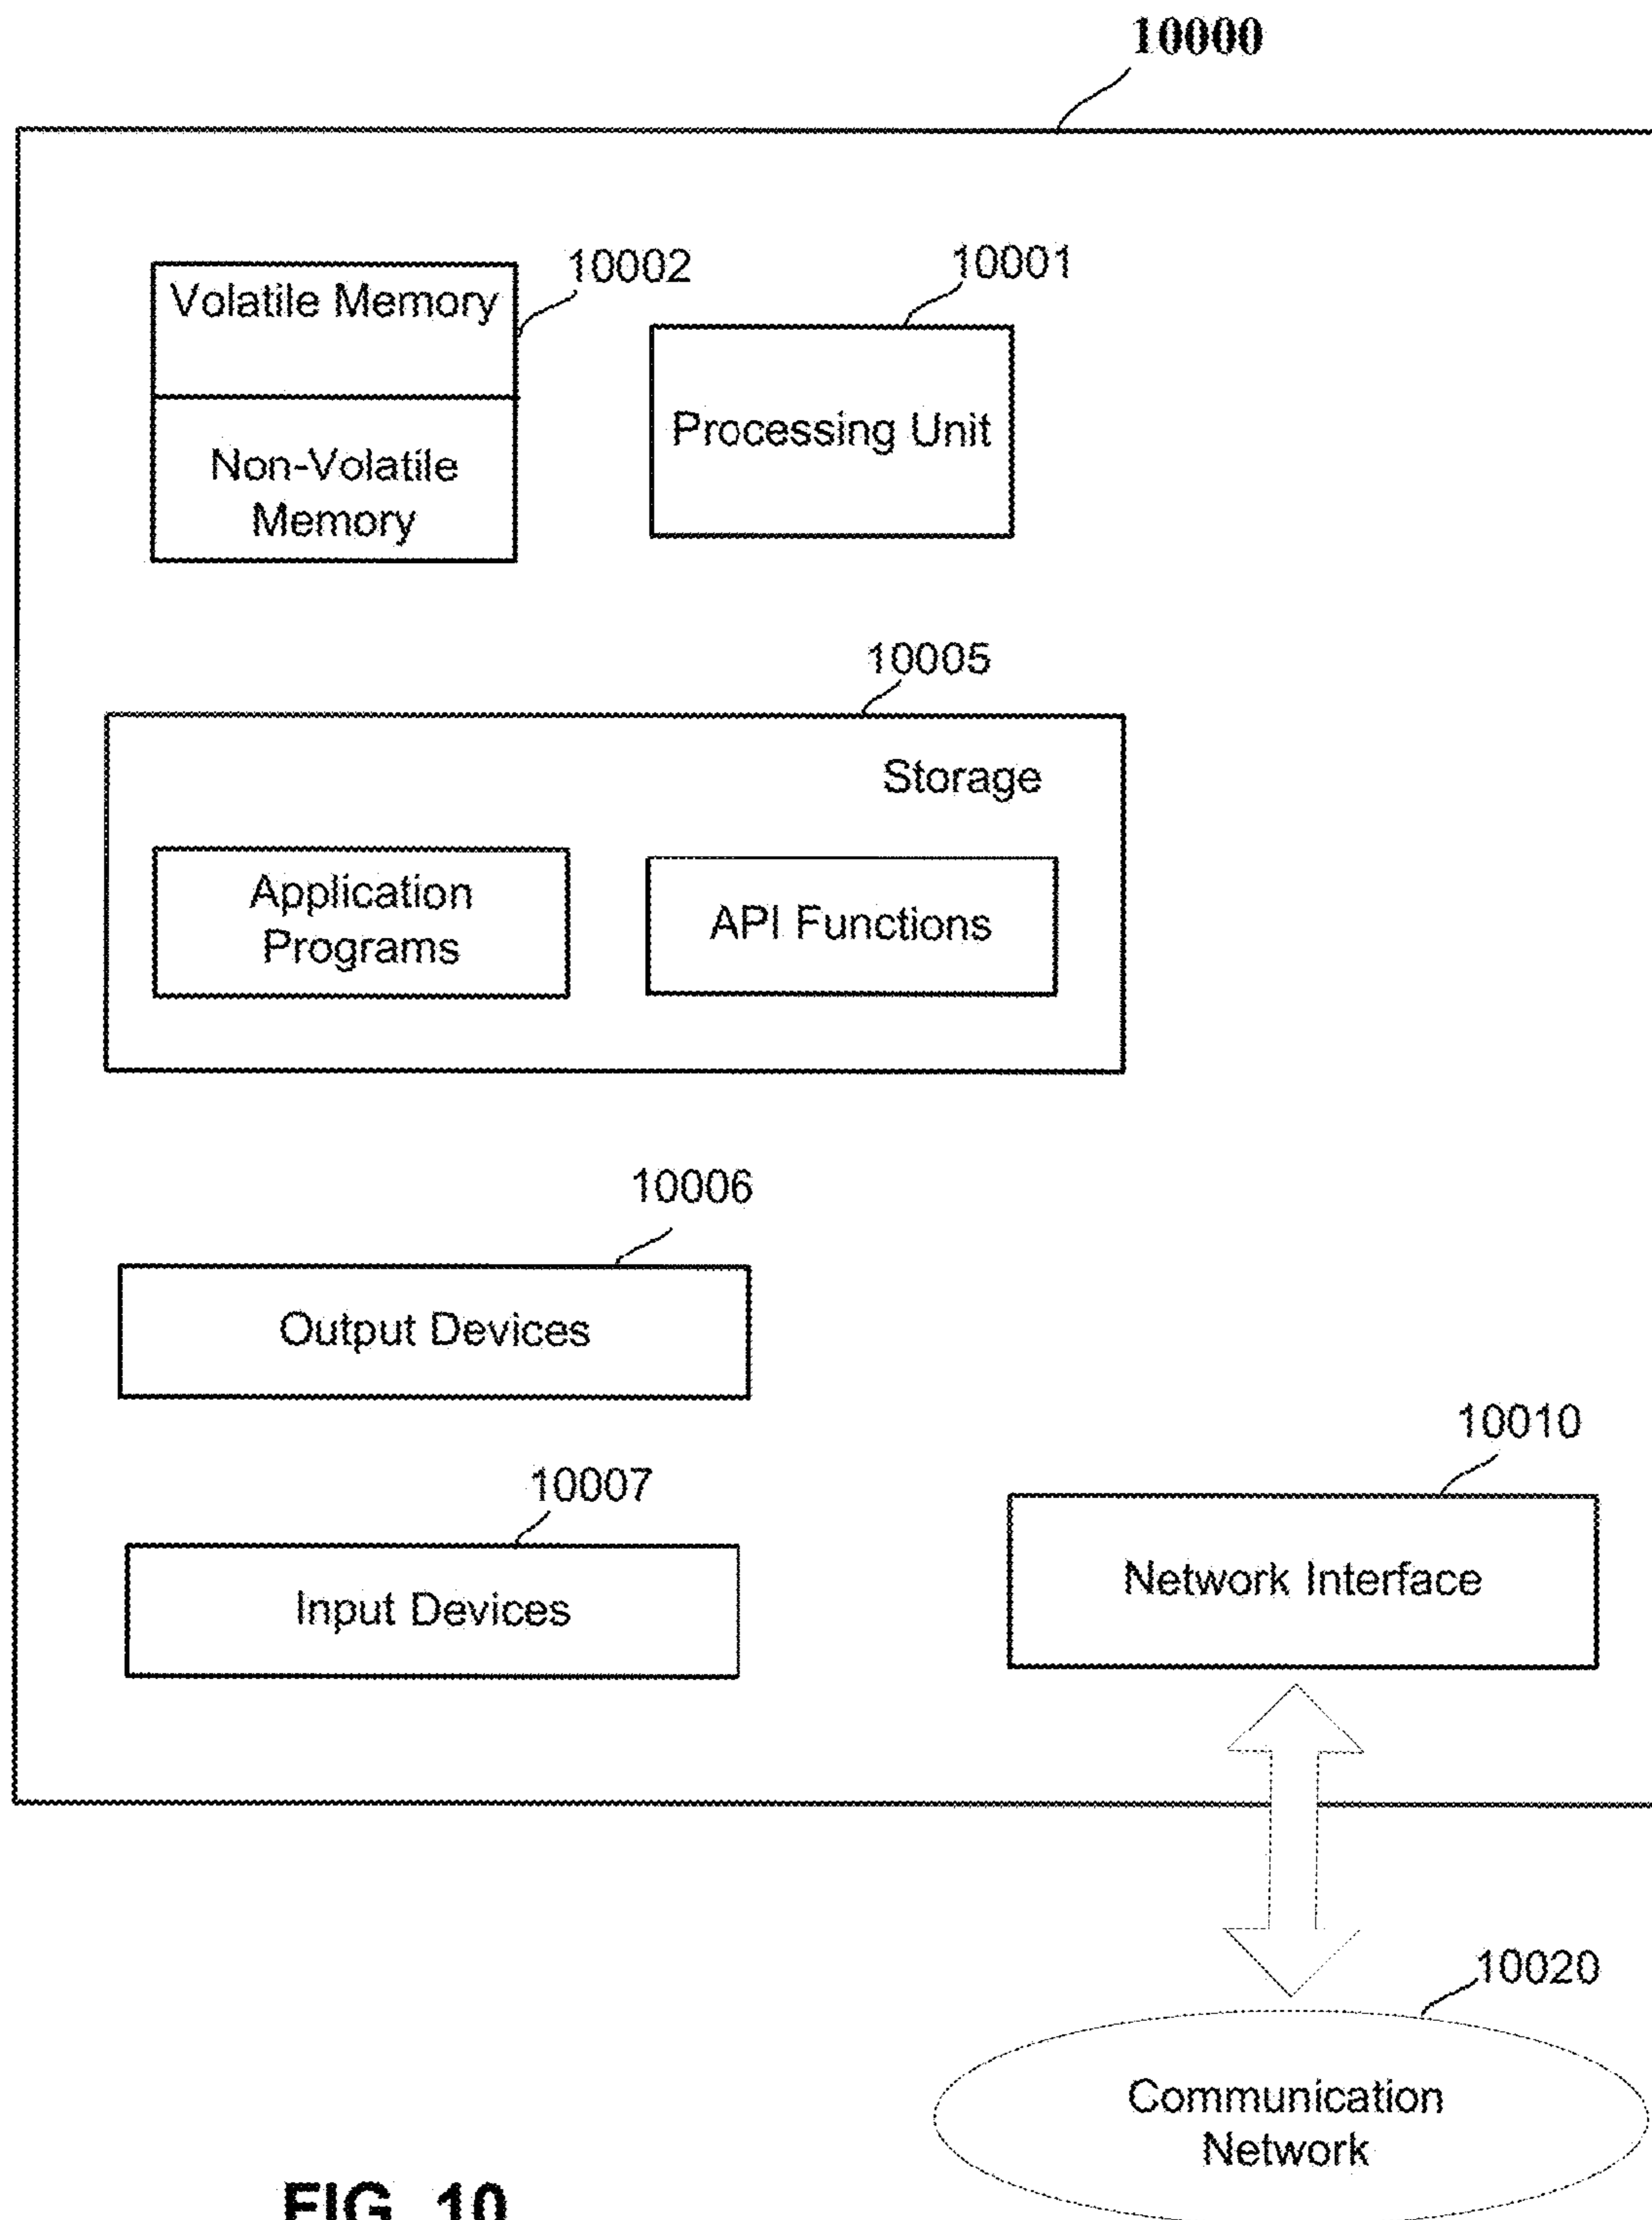 10000
10002
10001
Volatile Memory
Processing Unit
Non-Volatile
Memory
10005
Storage
Application
Programs
API Functions
10006
Output Devices
10010
10007
Network Interface
Input Devices
10020
Communication
Network
FIG. 10